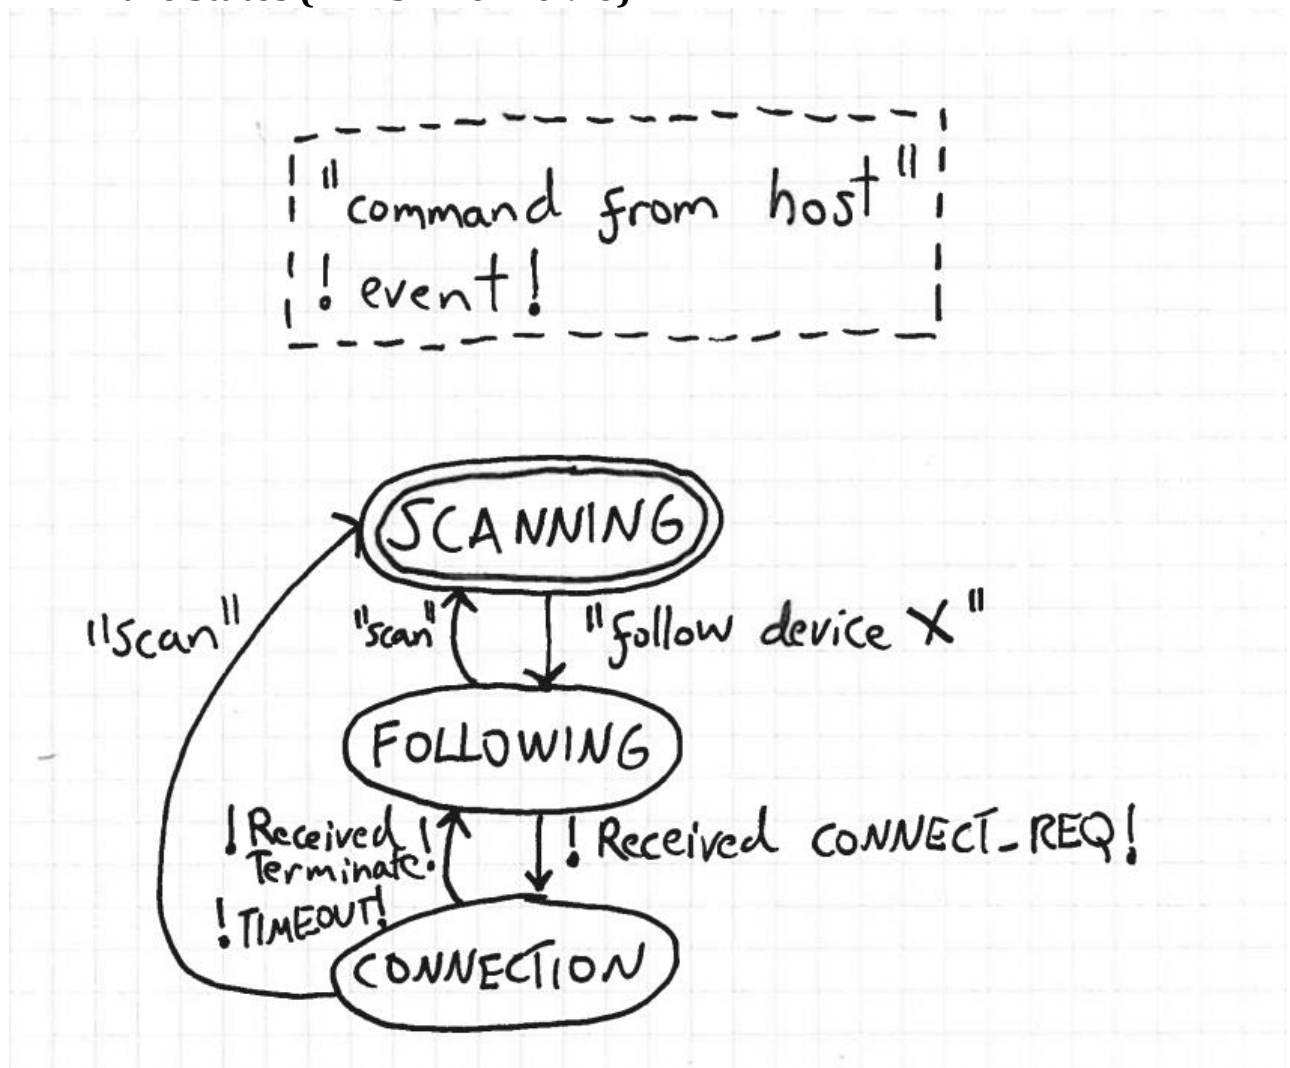 "command from host"
! event !
SCANNING
"scan"
"scan"
"follow device X"
FOLLOWING
! Received
Terminate!
! TIMEOUT!
! Received CONNECT_REQ!
CONNECTION